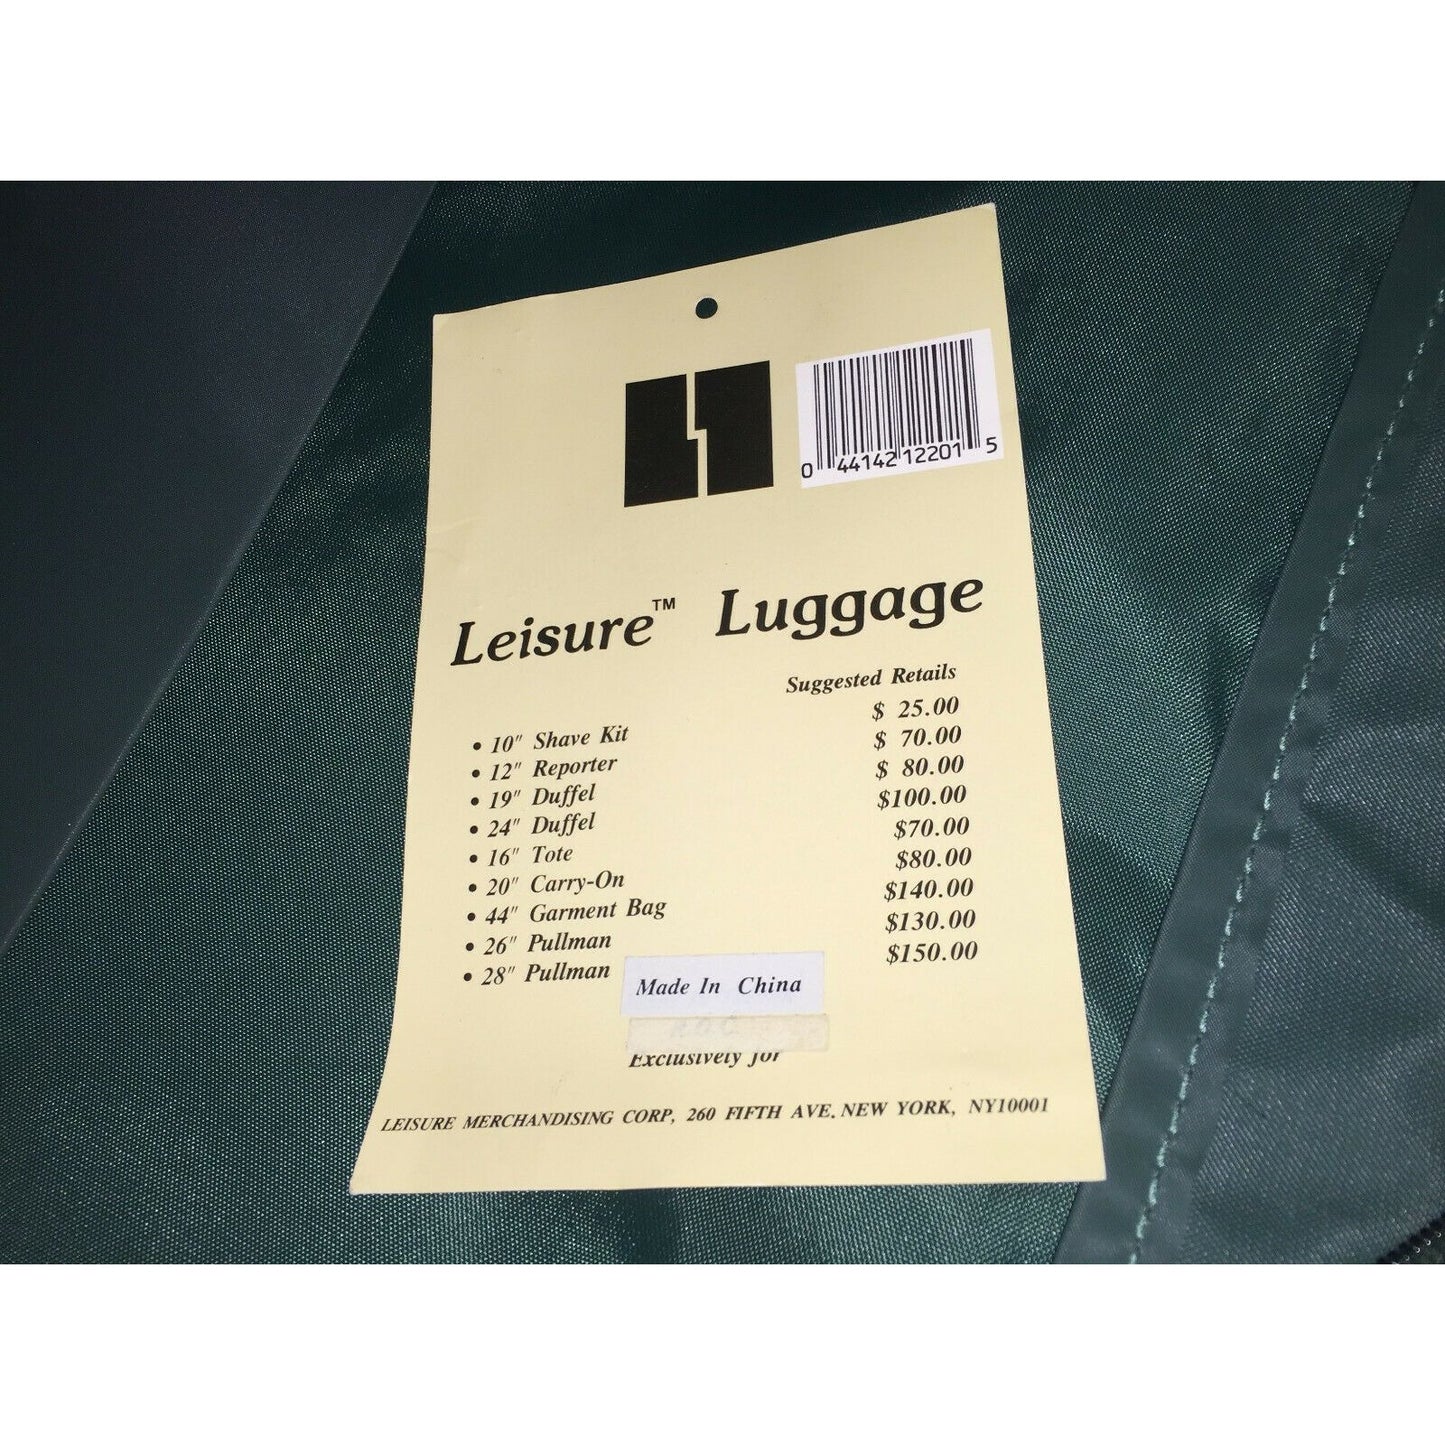 0 44142 12201 5
Leisure™ Luggage
Suggested Retails
• 10" Shave Kit $ 25.00
• 12" Reporter $ 70.00
• 19" Duffel $ 80.00
• 24" Duffel $100.00
• 16" Tote $70.00
• 20" Carry-On $80.00
• 44" Garment Bag $140.00
• 26" Pullman $130.00
• 28" Pullman $150.00
Made In China
Exclusively for
LEISURE MERCHANDISING CORP, 260 FIFTH AVE. NEW YORK, NY10001